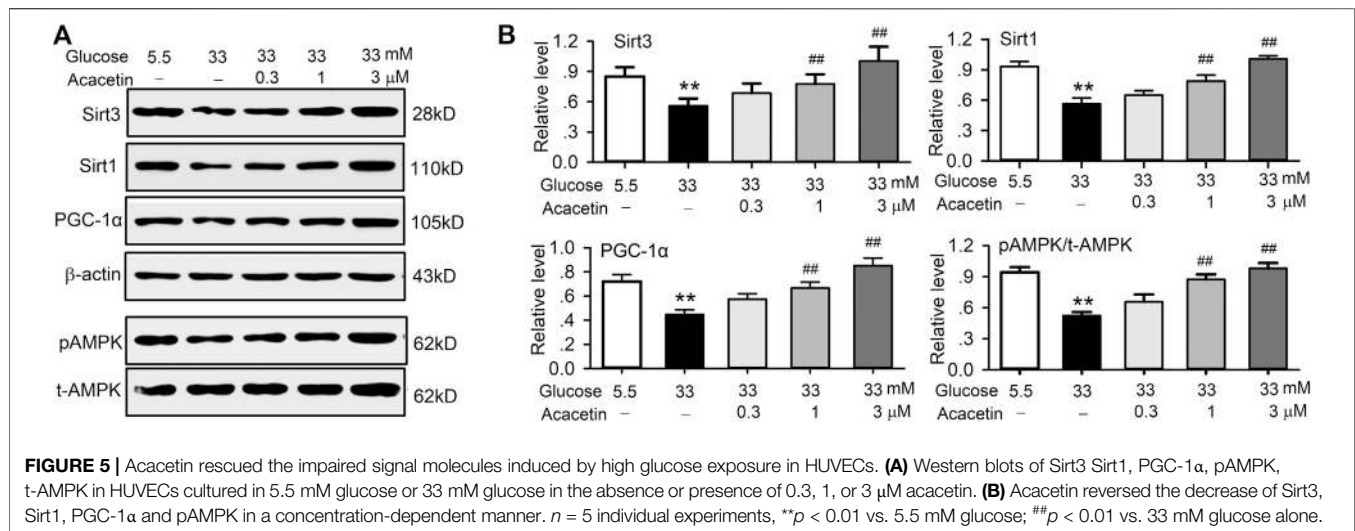 A
Glucose 5.5 33 33 33 33 mM
Acacetin – – 0.3 1 3 μM
Sirt3 28kD
Sirt1 110kD
PGC-1α 105kD
β-actin 43kD
pAMPK 62kD
t-AMPK 62kD
B
Sirt3
Relative level
1.2
.9
.6
.3
0.0
**
##
##
Glucose 5.5 33 33 33 33 mM
Acacetin – – 0.3 1 3 μM
Sirt1
Relative level
1.2
.9
.6
.3
0.0
**
##
##
Glucose 5.5 33 33 33 33 mM
Acacetin – – 0.3 1 3 μM
PGC-1α
Relative level
1.0
.8
.6
.4
.2
0.0
**
##
##
Glucose 5.5 33 33 33 33 mM
Acacetin – – 0.3 1 3 μM
pAMPK/t-AMPK
Relative level
1.2
.9
.6
.3
0.0
**
##
##
Glucose 5.5 33 33 33 33 mM
Acacetin – – 0.3 1 3 μM
FIGURE 5 | Acacetin rescued the impaired signal molecules induced by high glucose exposure in HUVECs. (A) Western blots of Sirt3 Sirt1, PGC-1α, pAMPK,
t-AMPK in HUVECs cultured in 5.5 mM glucose or 33 mM glucose in the absence or presence of 0.3, 1, or 3 μM acacetin. (B) Acacetin reversed the decrease of Sirt3,
Sirt1, PGC-1α and pAMPK in a concentration-dependent manner. n = 5 individual experiments, **p < 0.01 vs. 5.5 mM glucose; ##p < 0.01 vs. 33 mM glucose alone.